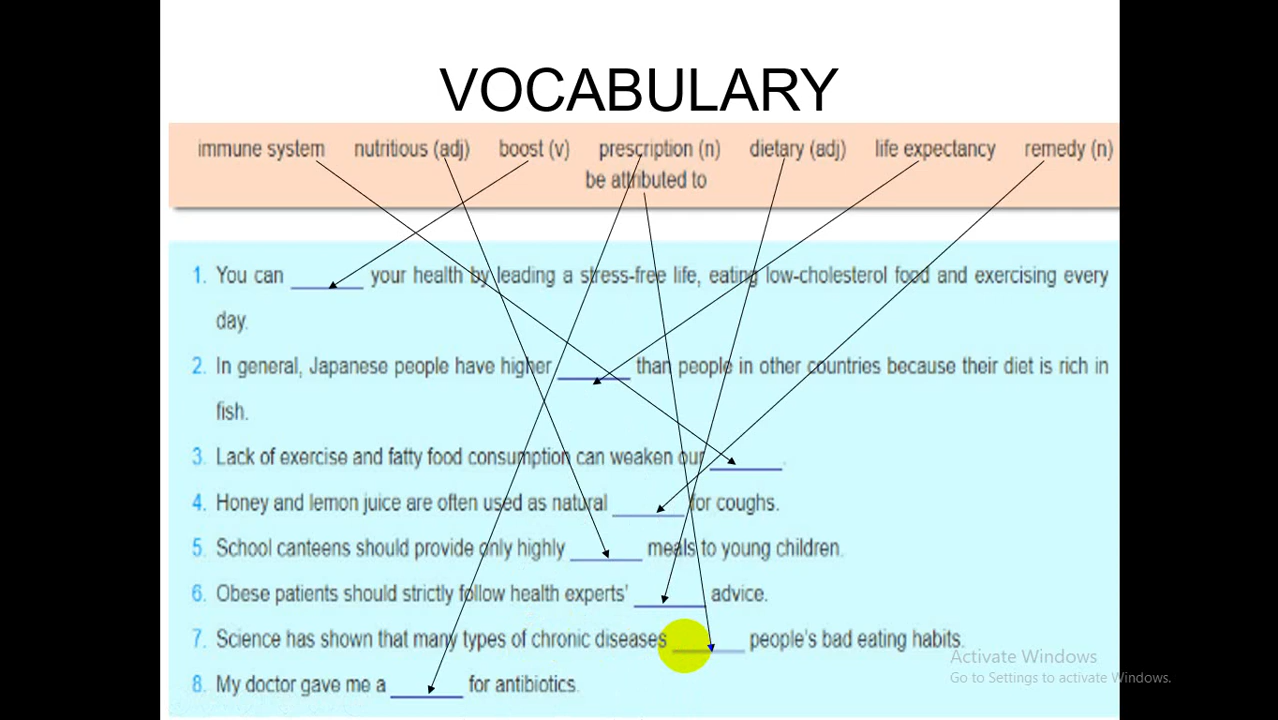 VOCABULARY
immune system nutritious (adj) boost (v) prescription (n) dietary (adj) life expectancy remedy (n)
be attributed to
1. You can ______ your health by leading a stress-free life, eating low-cholesterol food and exercising every
day.
2. In general, Japanese people have higher ______ than people in other countries because their diet is rich in
fish.
3. Lack of exercise and fatty food consumption can weaken our ______.
4. Honey and lemon juice are often used as natural ______ for coughs.
5. School canteens should provide only highly ______ meals to young children.
6. Obese patients should strictly follow health experts' ______ advice.
7. Science has shown that many types of chronic diseases ______ people's bad eating habits.
8. My doctor gave me a ______ for antibiotics.
Activate Windows
Go to Settings to activate Windows.